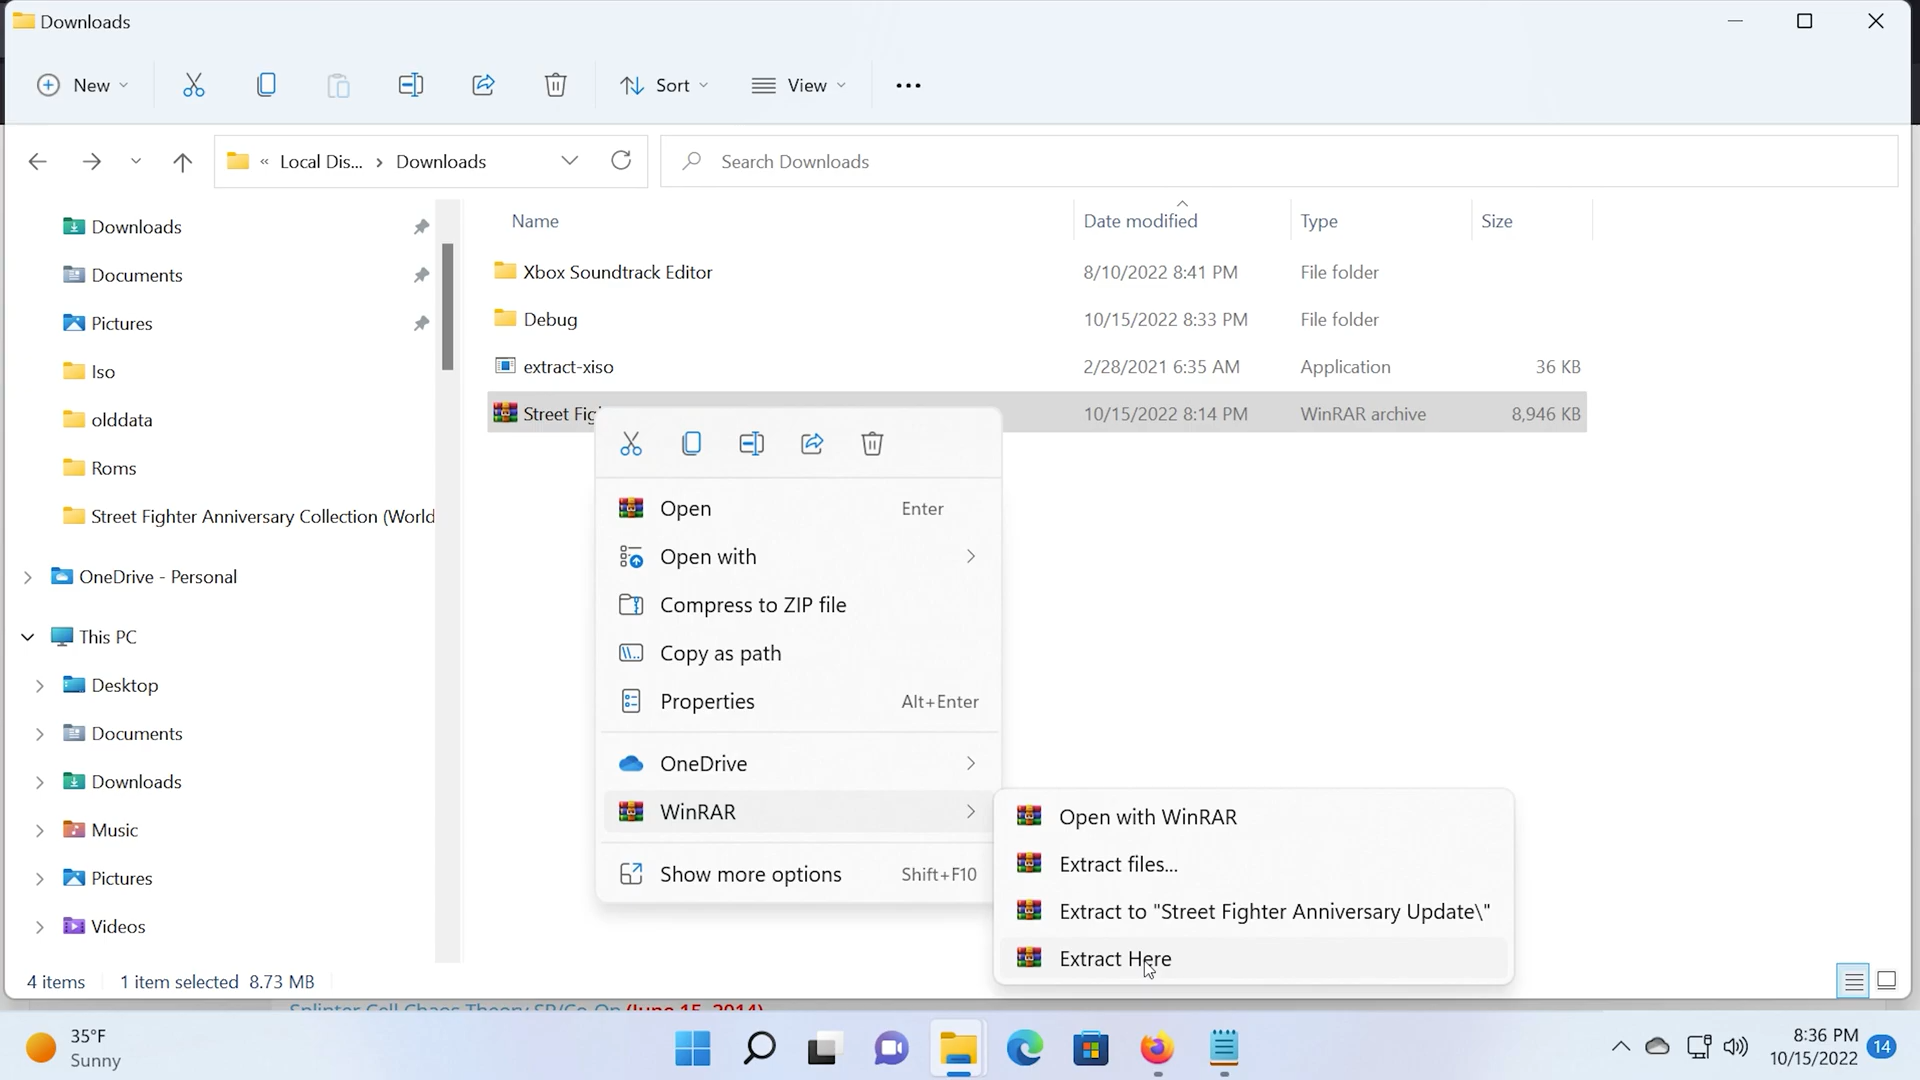 Downloads
New
Sort
View
« Local Dis... > Downloads
Search Downloads
Downloads
Documents
Pictures
Iso
olddata
Roms
Street Fighter Anniversary Collection (World
OneDrive - Personal
This PC
Desktop
Documents
Downloads
Music
Pictures
Videos
Name Date modified Type Size
Xbox Soundtrack Editor 8/10/2022 8:41 PM File folder
Debug 10/15/2022 8:33 PM File folder
extract-xiso 2/28/2021 6:35 AM Application 36 KB
Street Fig 10/15/2022 8:14 PM WinRAR archive 8,946 KB
Open Enter
Open with
Compress to ZIP file
Copy as path
Properties Alt+Enter
OneDrive
WinRAR
Show more options Shift+F10
Open with WinRAR
Extract files...
Extract to "Street Fighter Anniversary Update\"
Extract Here
4 items 1 item selected 8.73 MB
Splinter Cell Chaos Theory SP/Co-Op (June 15, 2014)
35°F
Sunny
8:36 PM
10/15/2022
14